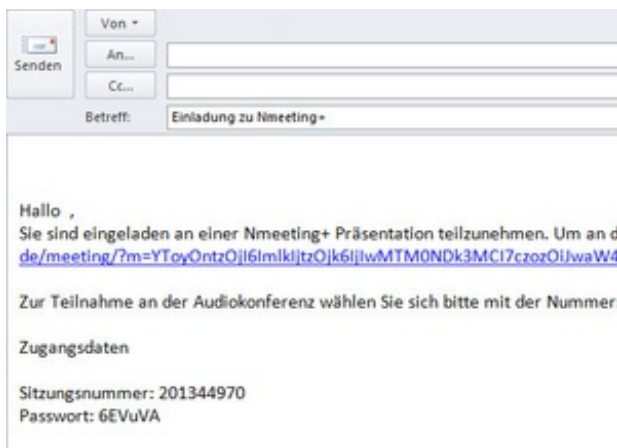 Von
Senden
An...
Cc...
Betreff: Einladung zu Nmeeting+
Hallo ,
Sie sind eingeladen an einer Nmeeting+ Präsentation teilzunehmen. Um an d
de/meeting/?m=YToyOntzOjI6ImlkIjtzOjk6IjIwMTM0NDk3MCI7czozOiJwaW4
Zur Teilnahme an der Audiokonferenz wählen Sie sich bitte mit der Nummer
Zugangsdaten
Sitzungsnummer: 201344970
Passwort: 6EVuVA